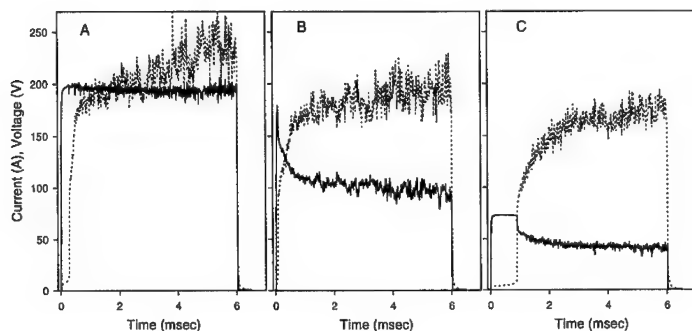 A
B
C
Current (A), Voltage (V)
250
200
150
100
50
0
0 2 4 6
0 2 4 6
0 2 4 6
Time (msec)
Time (msec)
Time (msec)